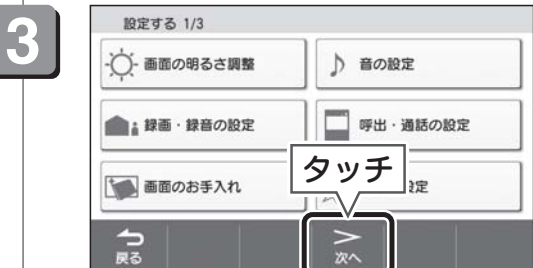 3
設定する 1/3
画面の明るさ調整
音の設定
録画・録音の設定
呼出・通話の設定
画面のお手入れ
定
タッチ
戻る
次へ